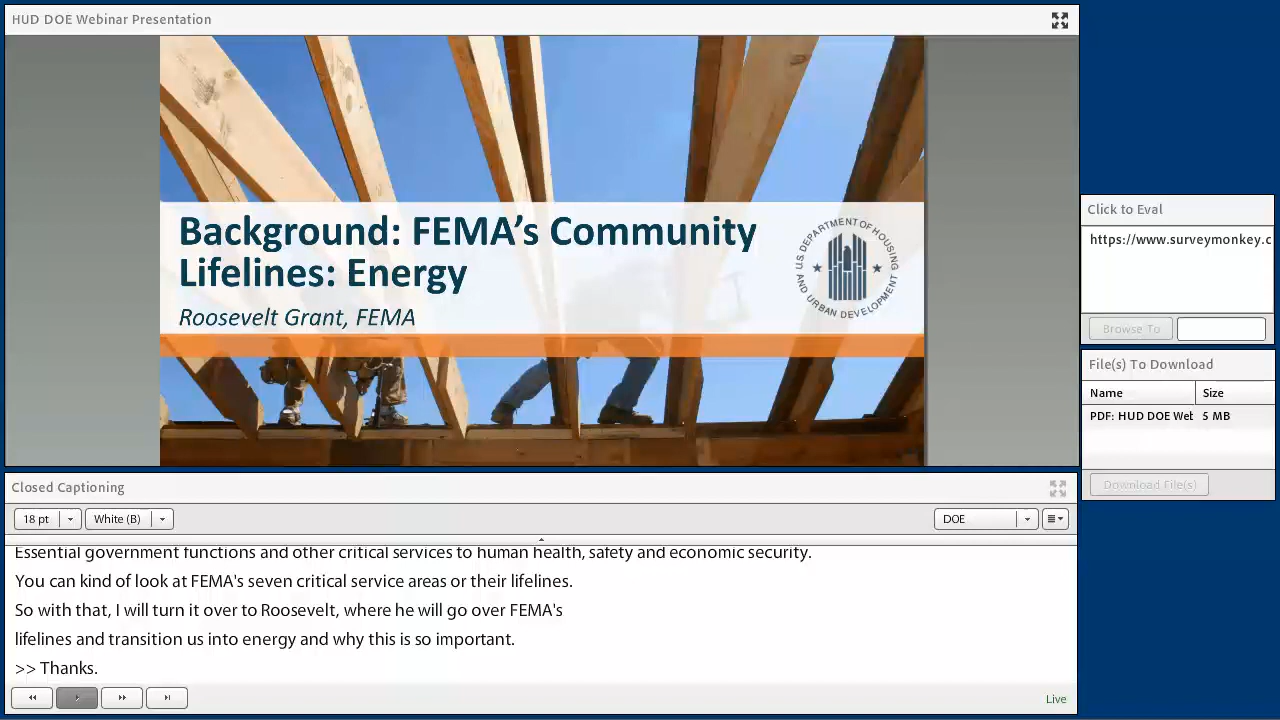 HUD DOE Webinar Presentation
Background: FEMA's Community
Lifelines: Energy
Roosevelt Grant, FEMA
U.S. DEPARTMENT OF HOUSING AND URBAN DEVELOPMENT
Click to Eval
https://www.surveymonkey.c
Browse To
File(s) To Download
Name Size
PDF: HUD DOE Wet 5 MB
Download File(s)
Closed Captioning
18 pt White (B) DOE
Essential government functions and other critical services to human health, safety and economic security.
You can kind of look at FEMA's seven critical service areas or their lifelines.
So with that, I will turn it over to Roosevelt, where he will go over FEMA's
lifelines and transition us into energy and why this is so important.
>> Thanks.
Live